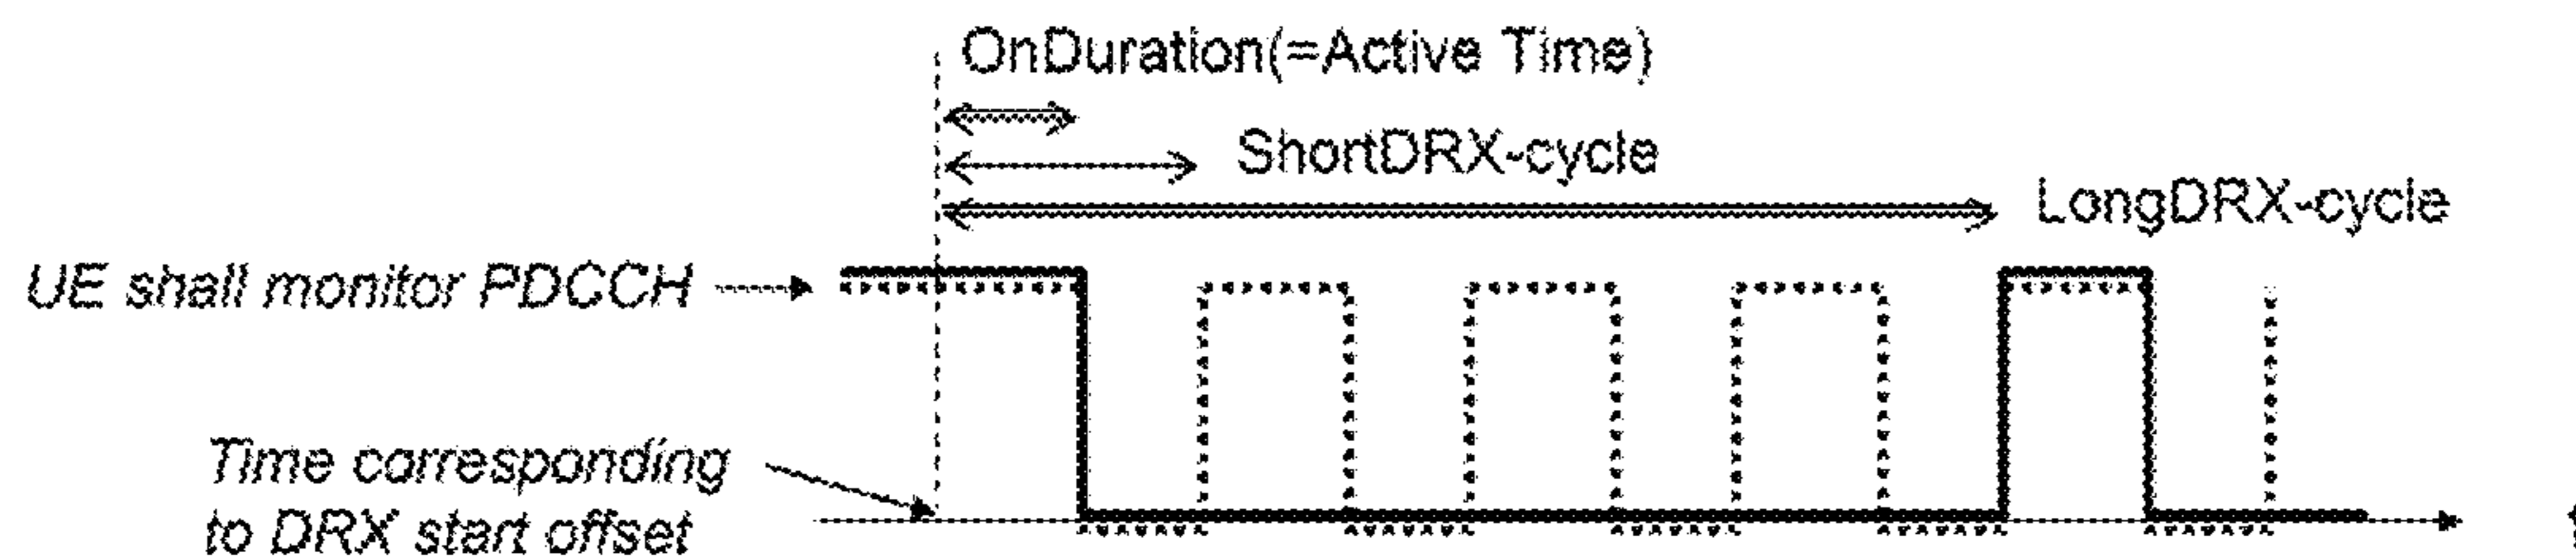 OnDuration(=Active Time)
ShortDRX-cycle
LongDRX-cycle
UE shall monitor PDCCH
Time corresponding
to DRX start offset